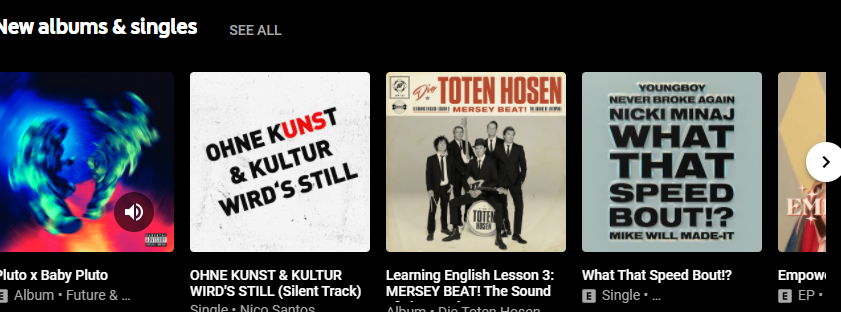 New albums & singles
SEE ALL
OHNE KUNST
& KULTUR
WIRD'S STILL
Die TOTEN HOSEN
MERSEY BEAT!
TOTEN
HOSEN
YOUNGBOY
NEVER BROKE AGAIN
NICKI MINAJ
WHAT
THAT
SPEED
BOUT!?
MIKE WILL MADE-IT
Pluto x Baby Pluto
E Album • Future & ...
OHNE KUNST & KULTUR
WIRD'S STILL (Silent Track)
Single • Nico Santos
Learning English Lesson 3:
MERSEY BEAT! The Sound
Album • Die Toten Hosen
What That Speed Bout!?
E Single • ...
Empow
E EP •